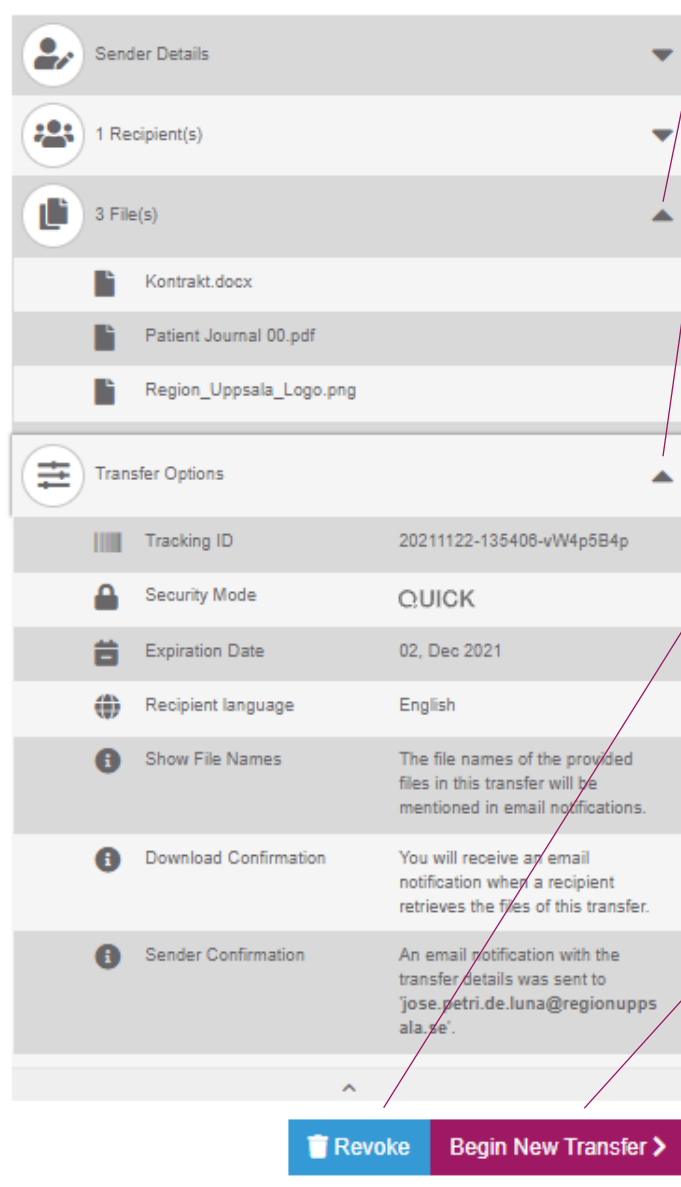 Sender Details
1 Recipient(s)
3 File(s)
Kontrakt.docx
Patient Journal 00.pdf
Region_Uppsala_Logo.png
Transfer Options
Tracking ID 20211122-135406-vW4p5B4p
Security Mode QUICK
Expiration Date 02, Dec 2021
Recipient language English
Show File Names The file names of the provided
files in this transfer will be
mentioned in email notifications.
Download Confirmation You will receive an email
notification when a recipient
retrieves the files of this transfer.
Sender Confirmation An email notification with the
transfer details was sent to
'jose.petri.de.luna@regionupps
ala.se'.
Revoke Begin New Transfer